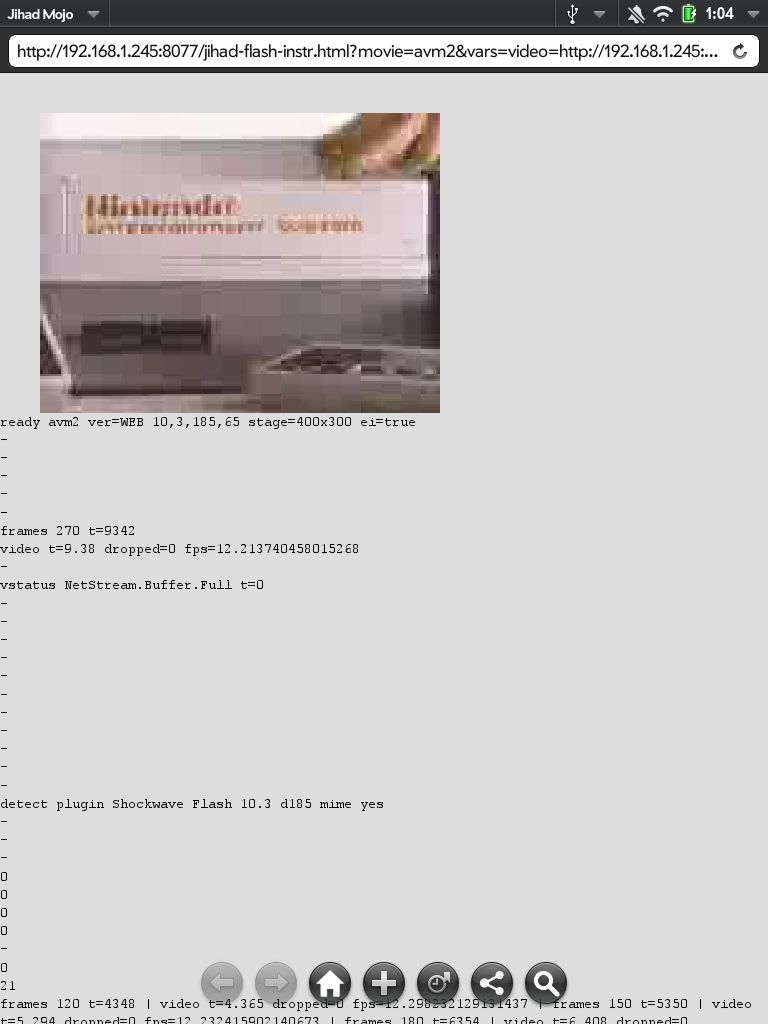 Jihad Mojo
1:04
http://192.168.1.245:8077/jihad-flash-instr.html?movie=avm2&vars=video=http://192.168.1.245:...
Nintendo
Entertainment System
ready avm2 ver=WEB 10,3,185,65 stage=400x300 ei=true
-
-
-
-
-
frames 270 t=9342
video t=9.38 dropped=0 fps=12.213740458015268
-
vstatus NetStream.Buffer.Full t=0
-
-
-
-
-
-
-
-
-
-
-
detect plugin Shockwave Flash 10.3 d185 mime yes
-
-
-
0
0
0
0
-
0
21
frames 120 t=4348 | video t=4.365 dropped=0 fps=12.298232129131437 | frames 150 t=5350 | video
t=5.294 dropped=0 fps=12.232415902140673 | frames 180 t=6354 | video t=6.408 dropped=0